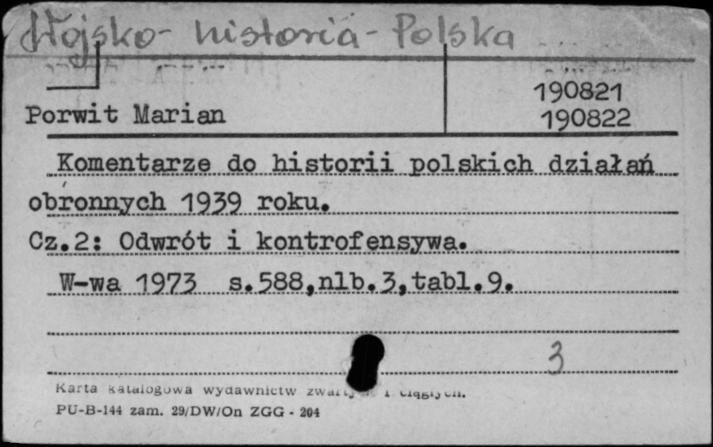 Wojsko - historia - Polska
190821
Porwit Marian 190822
Komentarze do historii polskich działań
obronnych 1939 roku.
Cz.2: Odwrót i kontrofensywa.
W-wa 1973 s.588,nlb.3,tabl.9.
3
Karta katalogowa wydawnictw zwartych i ciągłych.
PU-B-144 zam. 29/DW/On ZGG - 204